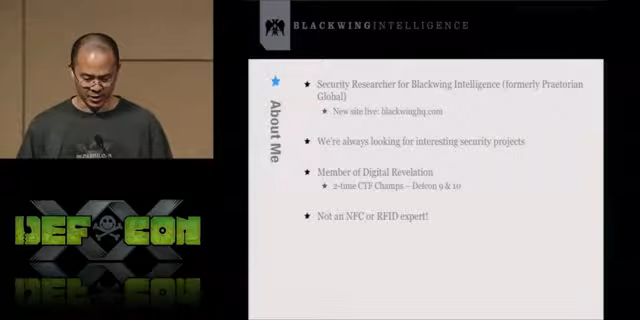 BLACKWING INTELLIGENCE
About Me
Security Researcher for Blackwing Intelligence (formerly Praetorian
Global)
New site live: blackwinghq.com
We're always looking for interesting security projects
Member of Digital Revelation
2-time CTF Champs – Defcon 9 & 10
Not an NFC or RFID expert!
DEF CON
XX